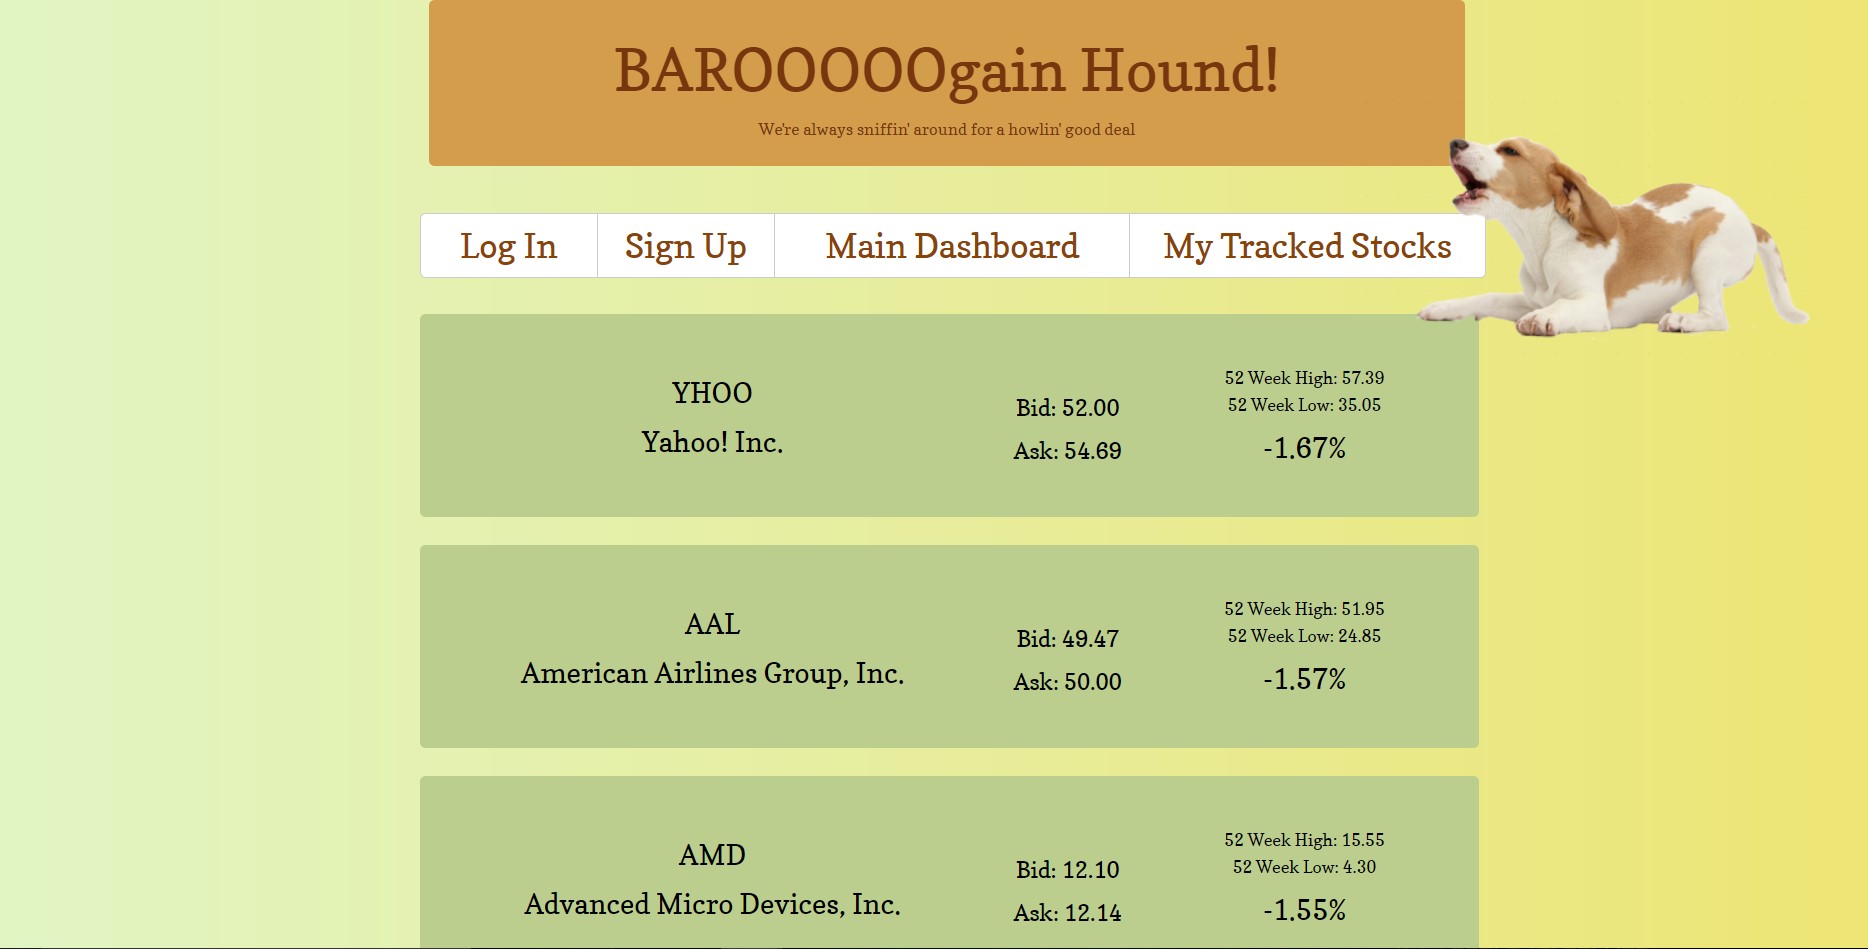 BAROOOOOgain Hound!
We're always sniffin' around for a howlin' good deal
Log In
Sign Up
Main Dashboard
My Tracked Stocks
YHOO
Yahoo! Inc.
Bid: 52.00
Ask: 54.69
52 Week High: 57.39
52 Week Low: 35.05
-1.67%
AAL
American Airlines Group, Inc.
Bid: 49.47
Ask: 50.00
52 Week High: 51.95
52 Week Low: 24.85
-1.57%
AMD
Advanced Micro Devices, Inc.
Bid: 12.10
Ask: 12.14
52 Week High: 15.55
52 Week Low: 4.30
-1.55%